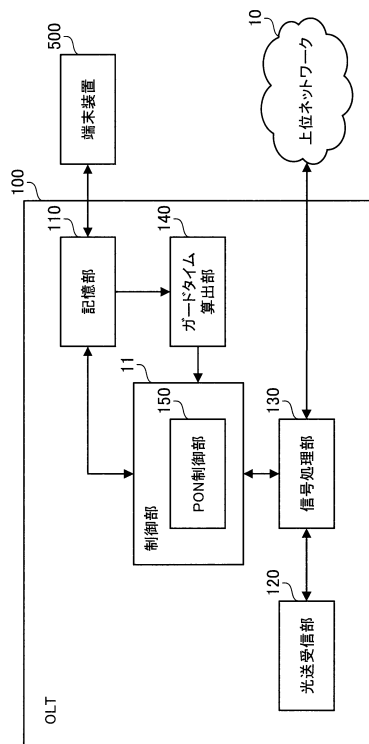 OLT
100
500
端末装置
10
上位ネットワーク
110
記憶部
140
ガードタイム
算出部
11
制御部
150
PON制御部
130
信号処理部
120
光送受信部